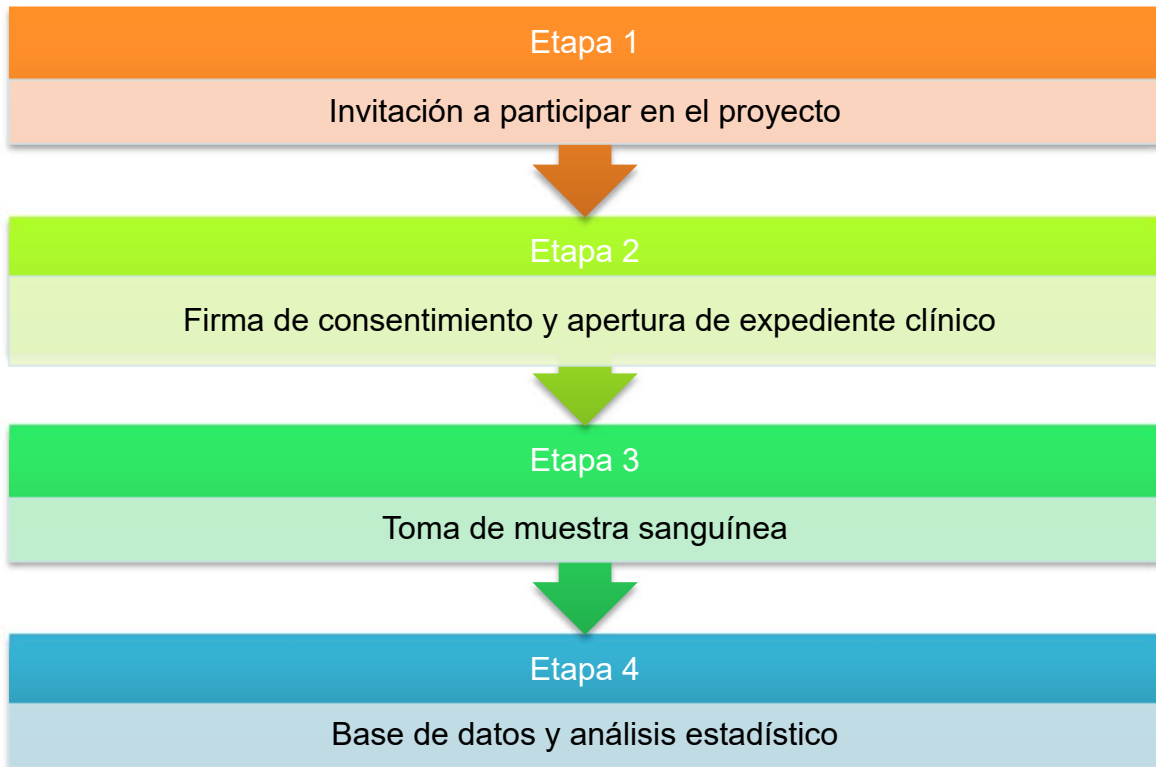 Etapa 1
Invitación a participar en el proyecto
Etapa 2
Firma de consentimiento y apertura de expediente clínico
Etapa 3
Toma de muestra sanguínea
Etapa 4
Base de datos y análisis estadístico